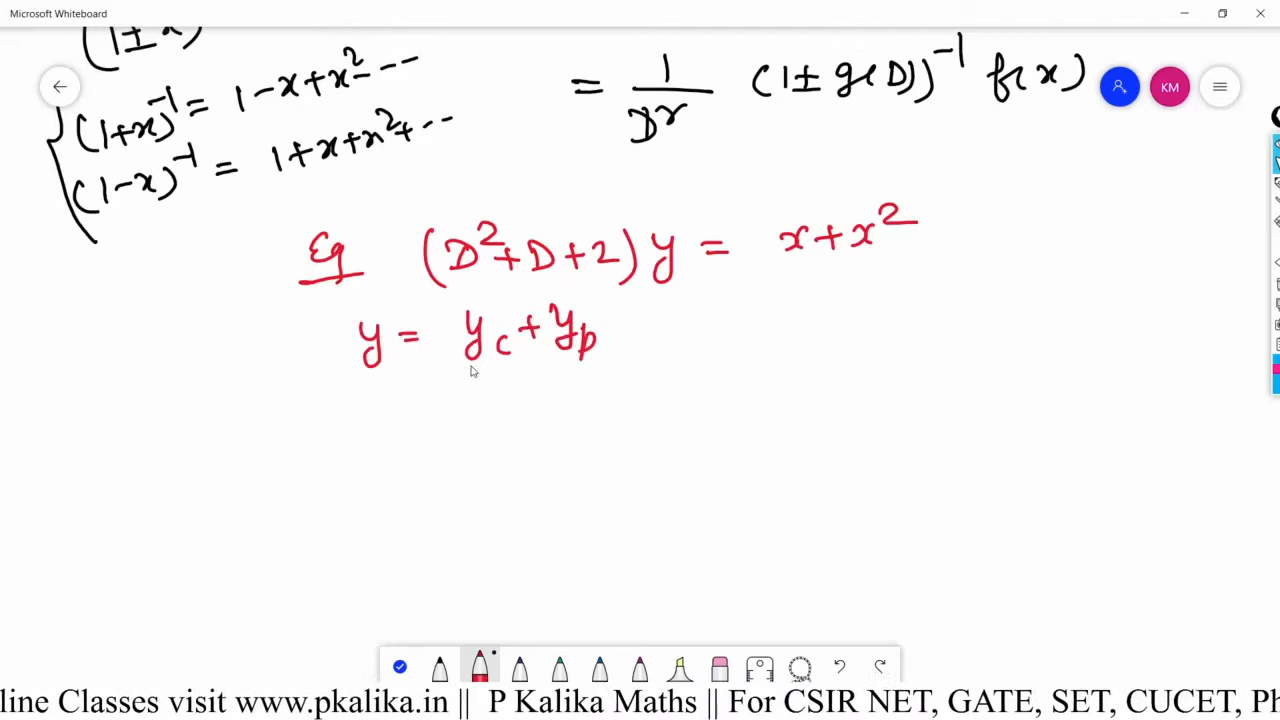 Microsoft Whiteboard
(1±x)
(1+x)⁻¹ = 1-x+x²- ---
= 1/Dʳ (1± g(D))⁻¹ f(x)
KM
(1-x)⁻¹ = 1+x+x²+ ---
Eg (D²+D+2)y = x+x²
y = y_c + y_p
line Classes visit www.pkalika.in || P Kalika Maths || For CSIR NET, GATE, SET, CUCET, Ph